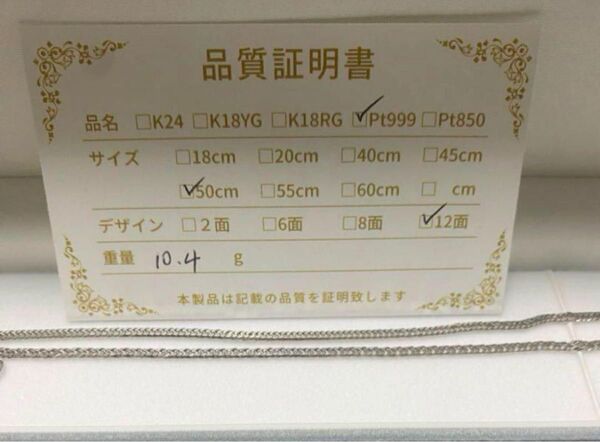 品質証明書
品名 □K24 □K18YG □K18RG ☑Pt999 □Pt850
サイズ □18cm □20cm □40cm □45cm
☑50cm □55cm □60cm □ cm
デザイン □2面 □6面 □8面 ☑12面
重量 10.4 g
本製品は記載の品質を証明致します